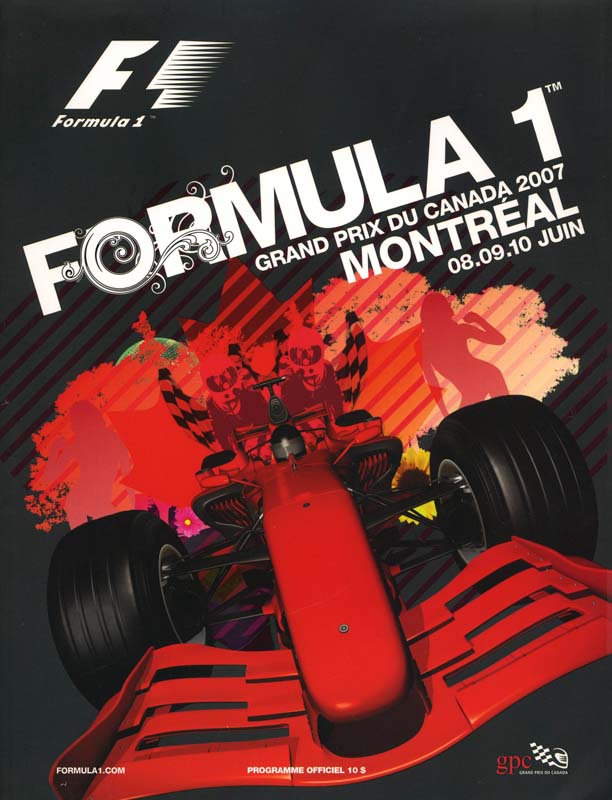 F1
Formula 1™
FORMULA 1™
GRAND PRIX DU CANADA 2007
MONTRÉAL
08.09.10 JUIN
FORMULA1.COM
PROGRAMME OFFICIEL 10 $
gpc
GRAND PRIX DU CANADA